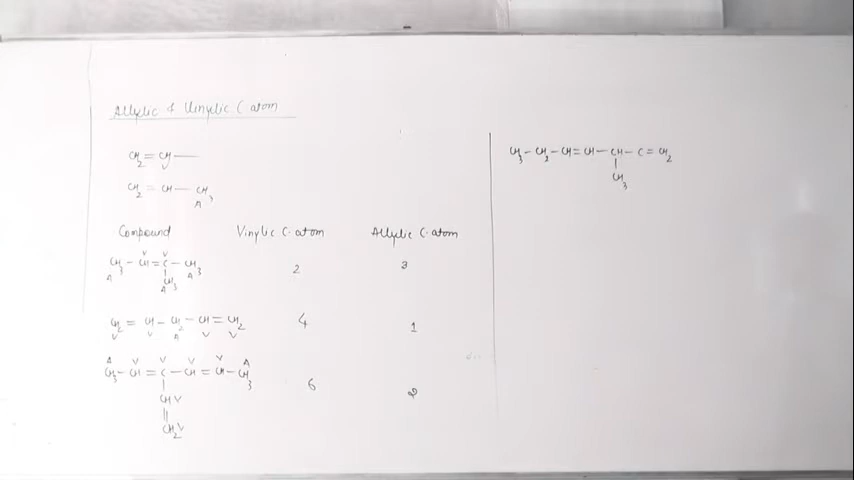 Allylic & Vinylic C atom
CH2=CH—
CH2=CH—CH3
A
Compound Vinylic C-atom Allylic C-atom
V V
CH3-CH=C-CH3 2 3
A A
CH3
A
CH2=CH-CH2-CH=CH2 4 1
V V A V V
A V V V V A
CH3-CH=C-CH=CH-CH3 6 2
CH V
||
CH2 V
CH3-CH2-CH=CH-CH-C=CH2
CH3